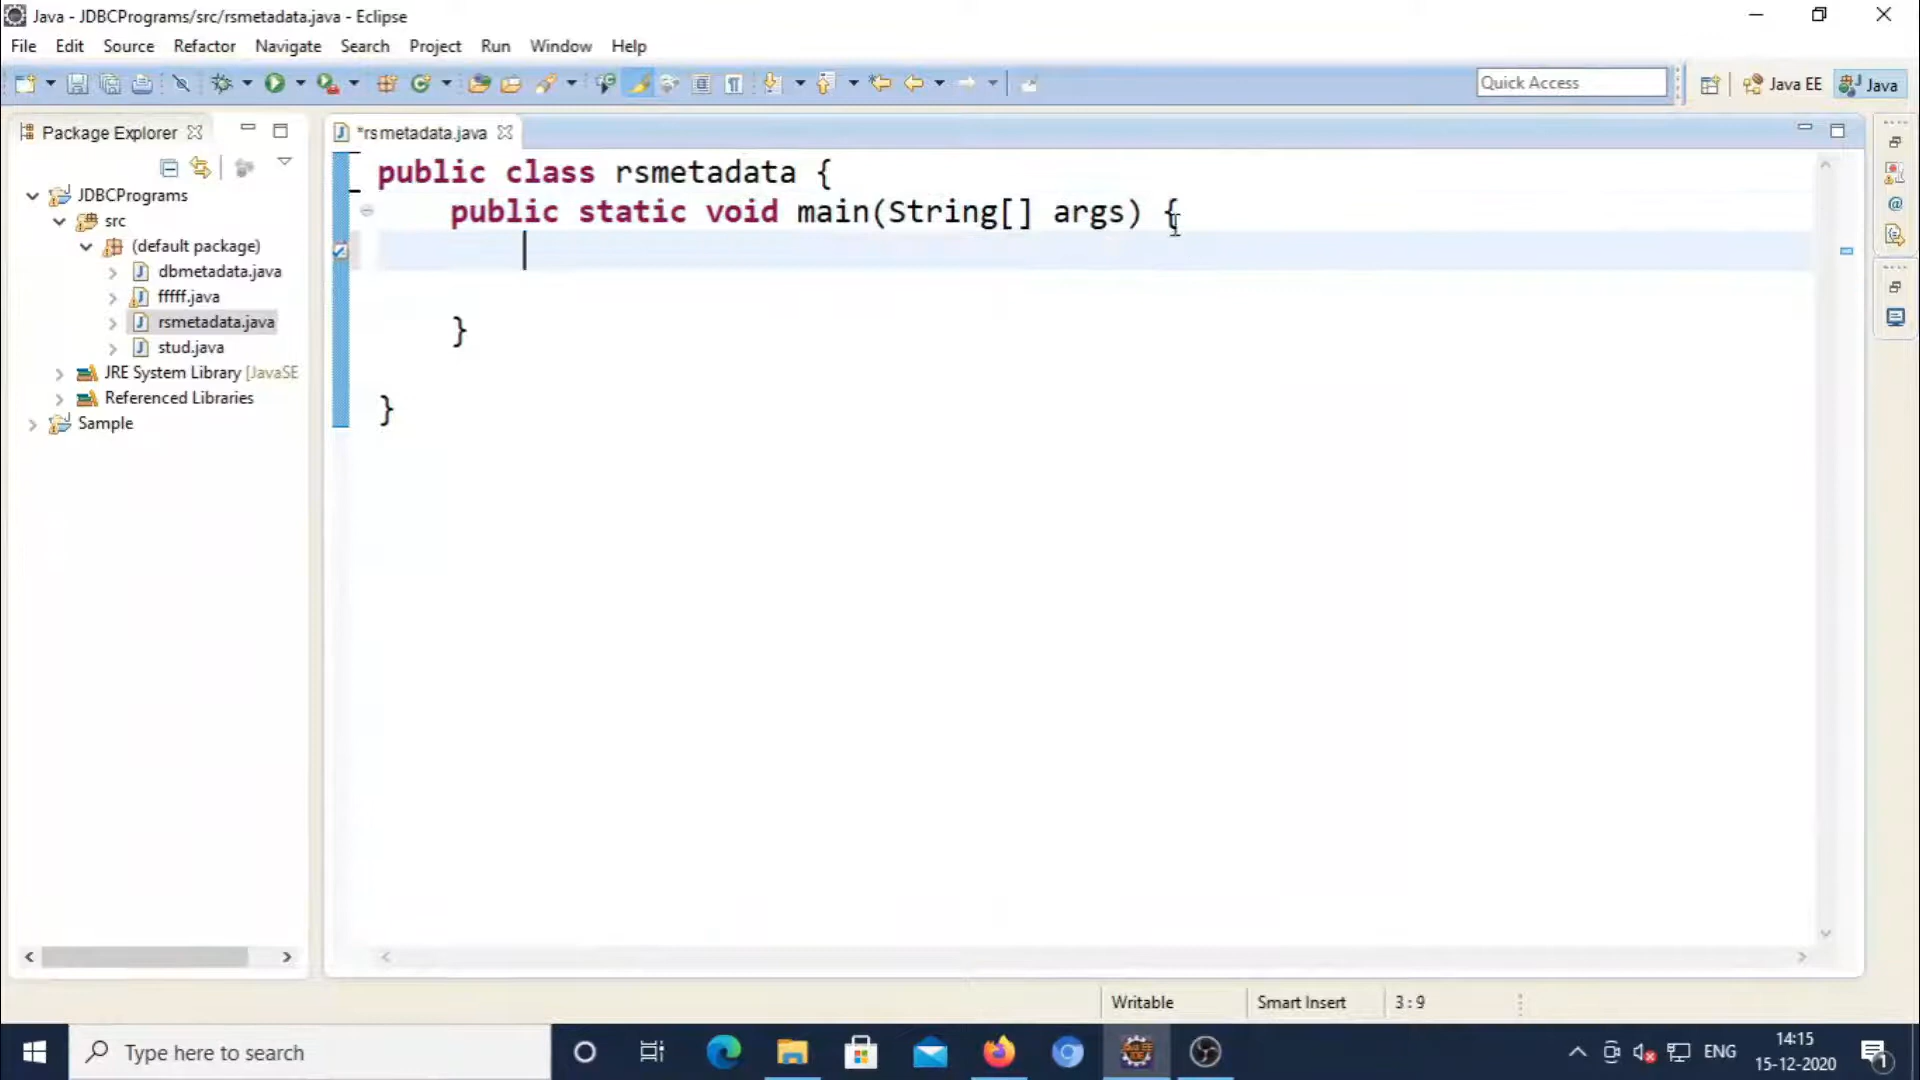 Java - JDBCPrograms/src/rsmetadata.java - Eclipse
File Edit Source Refactor Navigate Search Project Run Window Help
Quick Access
Java EE
Java
Package Explorer
*rsmetadata.java
JDBCPrograms
src
(default package)
dbmetadata.java
fffff.java
rsmetadata.java
stud.java
JRE System Library [JavaSE
Referenced Libraries
Sample
public class rsmetadata {
public static void main(String[] args) {
}
}
Writable
Smart Insert
3 : 9
Type here to search
ENG
14:15
15-12-2020
1